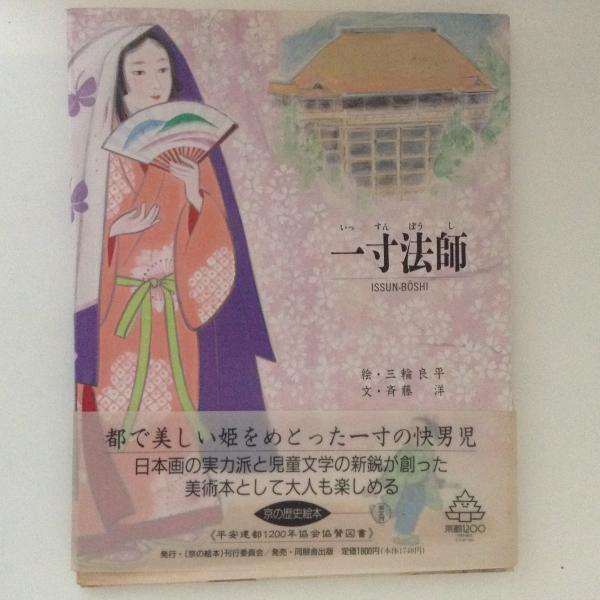 いっすんぼうし
一寸法師
ISSUN-BŌSHI
絵・三輪良平
文・斉藤 洋
都で美しい姫をめとった一寸の快男児
日本画の実力派と児童文学の新鋭が創った
美術本として大人も楽しめる
京の歴史絵本
《平安建都1200年協会協賛図書》
発行・〔京の絵本〕刊行委員会/発売・同朋舎出版 定価1800円(本体1748円)
京都1200